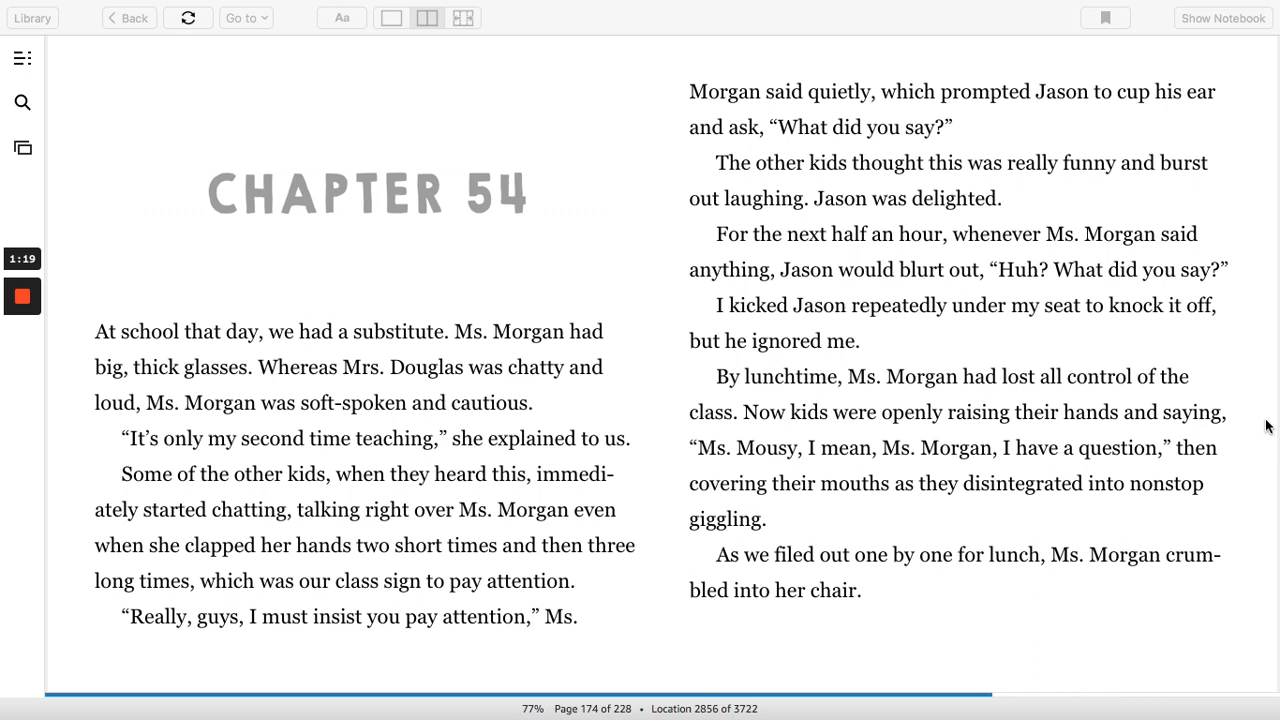 Library
Back
Go to
Aa
Show Notebook
1:19
CHAPTER 54
At school that day, we had a substitute. Ms. Morgan had
big, thick glasses. Whereas Mrs. Douglas was chatty and
loud, Ms. Morgan was soft-spoken and cautious.
“It’s only my second time teaching,” she explained to us.
Some of the other kids, when they heard this, immedi-
ately started chatting, talking right over Ms. Morgan even
when she clapped her hands two short times and then three
long times, which was our class sign to pay attention.
“Really, guys, I must insist you pay attention,” Ms.
Morgan said quietly, which prompted Jason to cup his ear
and ask, “What did you say?”
The other kids thought this was really funny and burst
out laughing. Jason was delighted.
For the next half an hour, whenever Ms. Morgan said
anything, Jason would blurt out, “Huh? What did you say?”
I kicked Jason repeatedly under my seat to knock it off,
but he ignored me.
By lunchtime, Ms. Morgan had lost all control of the
class. Now kids were openly raising their hands and saying,
“Ms. Mousy, I mean, Ms. Morgan, I have a question,” then
covering their mouths as they disintegrated into nonstop
giggling.
As we filed out one by one for lunch, Ms. Morgan crum-
bled into her chair.
77% Page 174 of 228 • Location 2856 of 3722